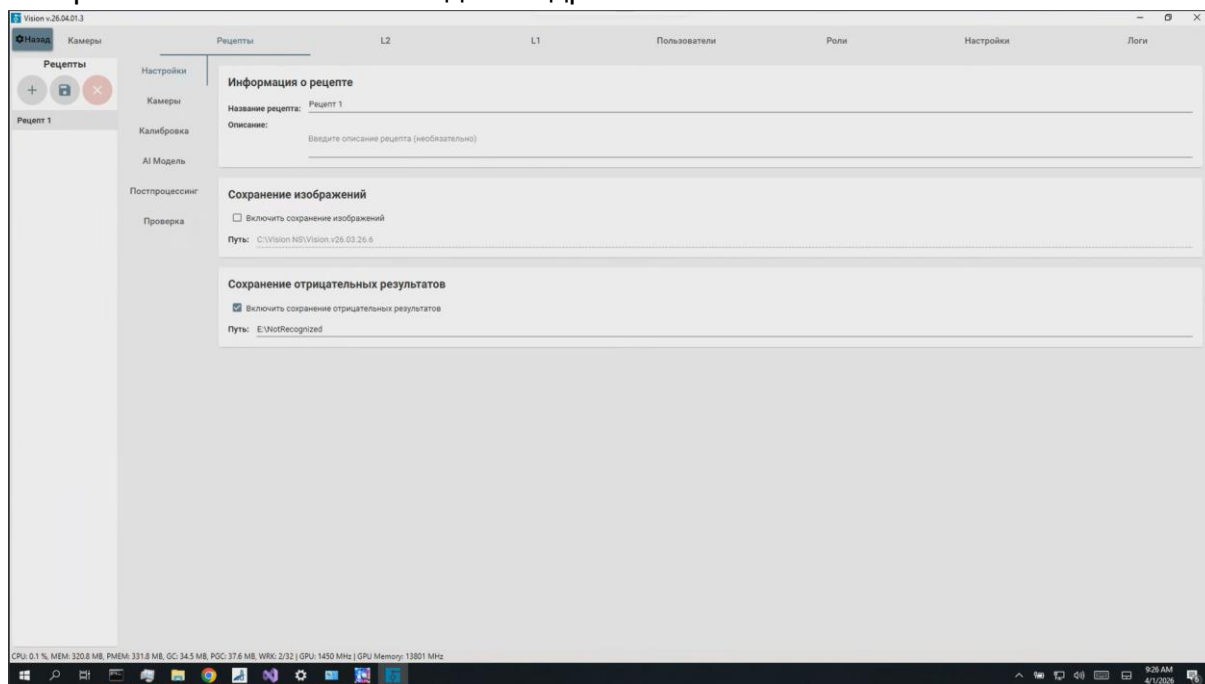 Vision v.26.04.01.3
Назад
Камеры
Рецепты
L2
L1
Пользователи
Роли
Настройки
Логи
Рецепты
Рецепт 1
Настройки
Камеры
Калибровка
AI Модель
Постпроцессинг
Проверка
Информация о рецепте
Название рецепта: Рецепт 1
Описание:
Введите описание рецепта (необязательно)
Сохранение изображений
Включить сохранение изображений
Путь: C:\Vision NS\Vision.v26.03.26.6
Сохранение отрицательных результатов
Включить сохранение отрицательных результатов
Путь: E:\NotRecognized
CPU: 0.1 %, MEM: 320.8 MB, PMEM: 331.8 MB, GC: 34.5 MB, PGC: 37.6 MB, WRK: 2/32 | GPU: 1450 MHz | GPU Memory: 13801 MHz
9:26 AM
4/1/2026